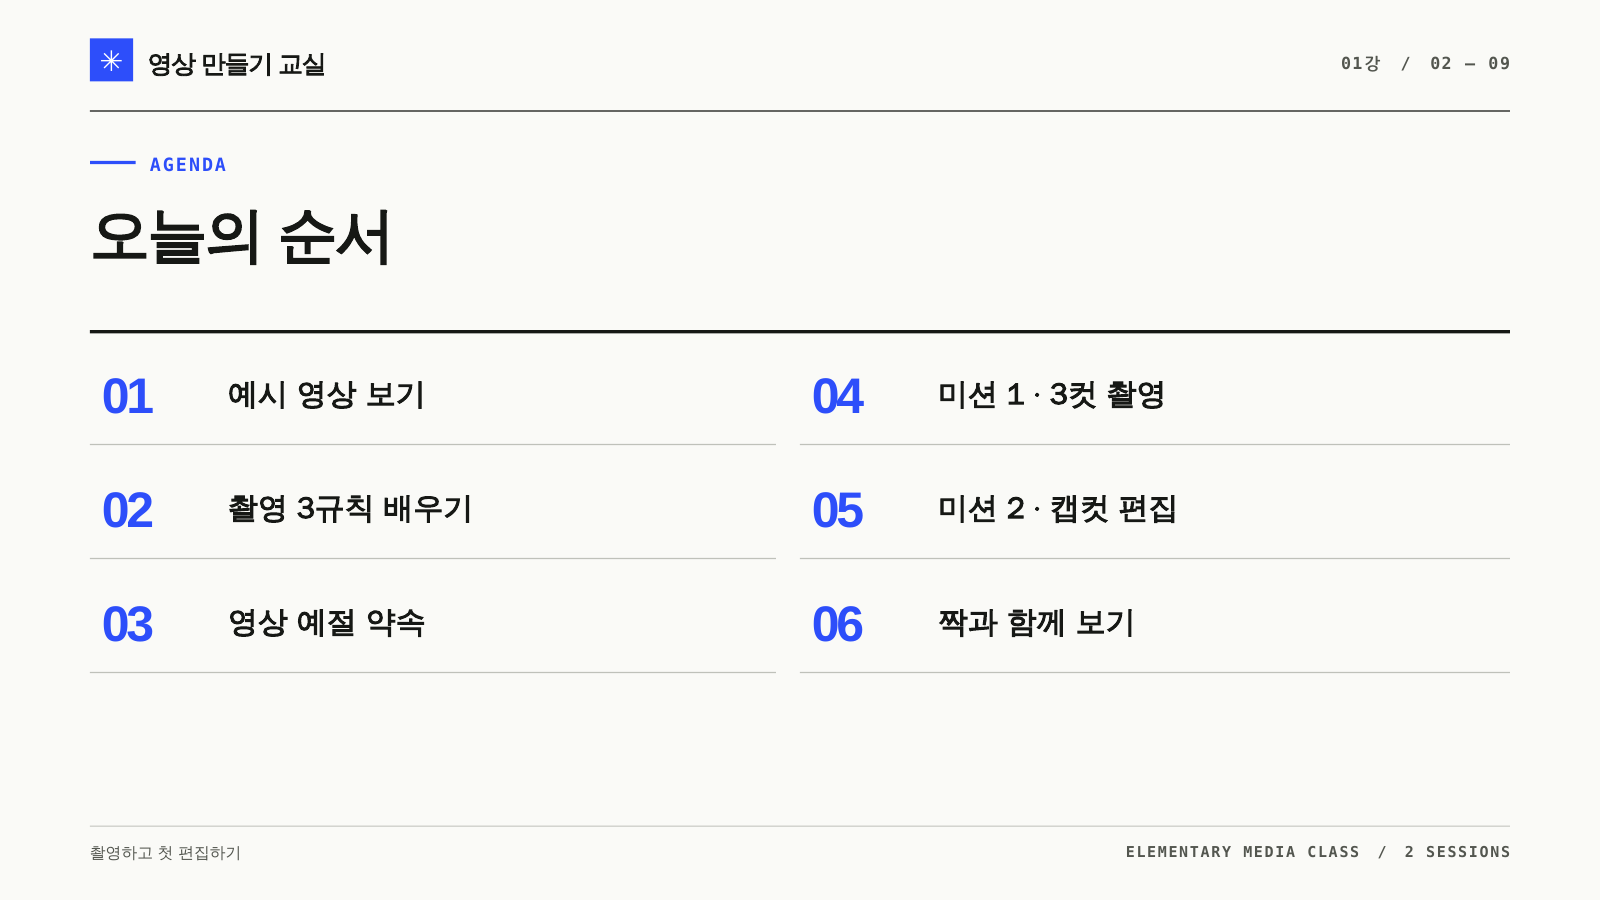 영상 만들기 교실
01강 / 02 — 09
AGENDA
오늘의 순서
01 예시 영상 보기
02 촬영 3규칙 배우기
03 영상 예절 약속
04 미션 1 · 3컷 촬영
05 미션 2 · 캡컷 편집
06 짝과 함께 보기
촬영하고 첫 편집하기
ELEMENTARY MEDIA CLASS / 2 SESSIONS